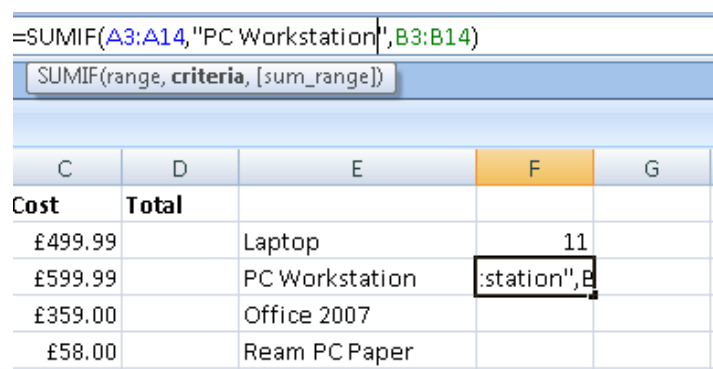 =SUMIF(A3:A14,"PC Workstation",B3:B14)
SUMIF(range, criteria, [sum_range])
C D E F G
Cost Total
£499.99 Laptop 11
£599.99 PC Workstation :station",B
£359.00 Office 2007
£58.00 Ream PC Paper